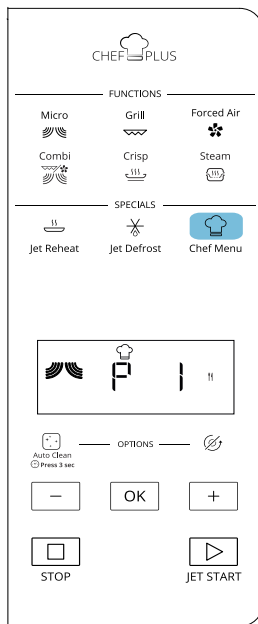 CHEF PLUS
FUNCTIONS
Micro Grill Forced Air
Combi Crisp Steam
SPECIALS
Jet Reheat Jet Defrost Chef Menu
P 1
Auto Clean
Press 3 sec
OPTIONS
− OK +
STOP JET START